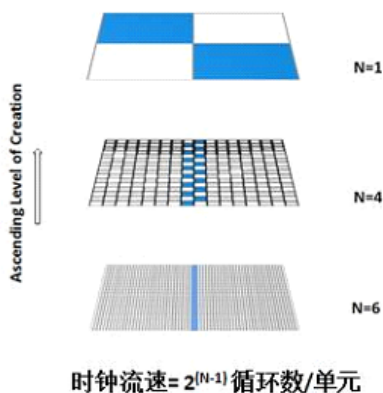 N=1
Ascending Level of Creation
N=4
N=6
时钟流速= 2(N-1) 循环数/单元